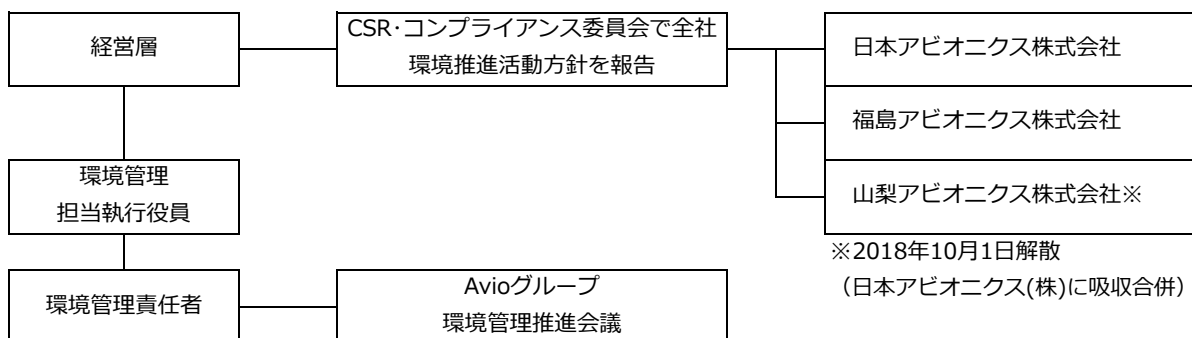 経営層
CSR・コンプライアンス委員会で全社
環境推進活動方針を報告
日本アビオニクス株式会社
福島アビオニクス株式会社
山梨アビオニクス株式会社※
※2018年10月1日解散
（日本アビオニクス(株)に吸収合併）
環境管理
担当執行役員
環境管理責任者
Avioグループ
環境管理推進会議